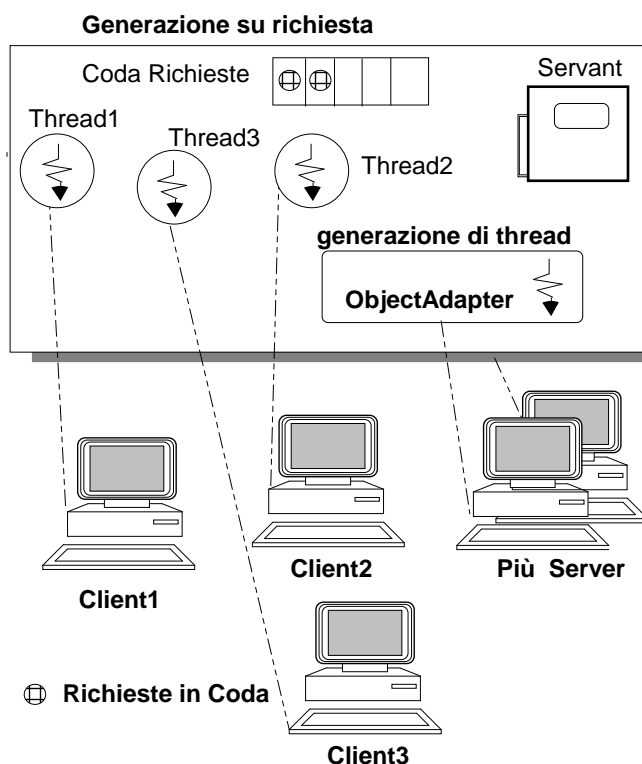 Generazione su richiesta
Coda Richieste
Servant
Thread1
Thread3
Thread2
generazione di thread
ObjectAdapter
Client1
Client2
Più Server
Richieste in Coda
Client3